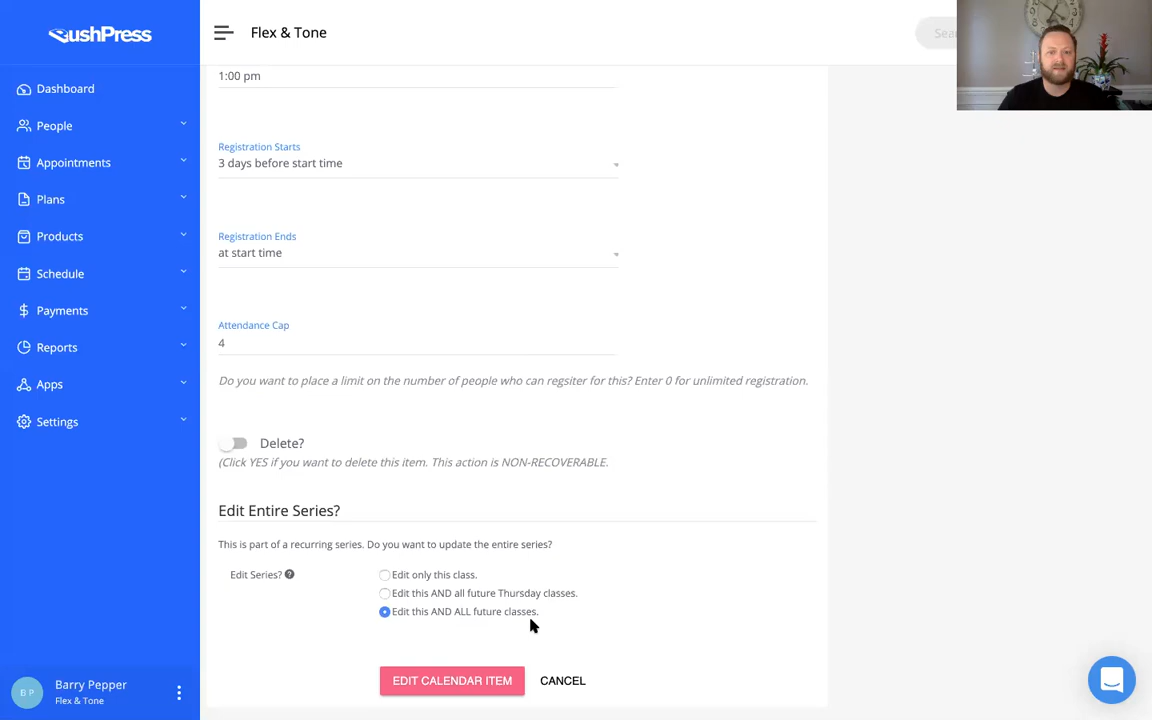 PushPress
Flex & Tone
Dashboard
People
Appointments
Plans
Products
Schedule
Payments
Reports
Apps
Settings
BP
Barry Pepper
Flex & Tone
1:00 pm
Registration Starts
3 days before start time
Registration Ends
at start time
Attendance Cap
4
Do you want to place a limit on the number of people who can regsiter for this? Enter 0 for unlimited registration.
Delete?
(Click YES if you want to delete this item. This action is NON-RECOVERABLE.
Edit Entire Series?
This is part of a recurring series. Do you want to update the entire series?
Edit Series?
Edit only this class.
Edit this AND all future Thursday classes.
Edit this AND ALL future classes.
EDIT CALENDAR ITEM
CANCEL